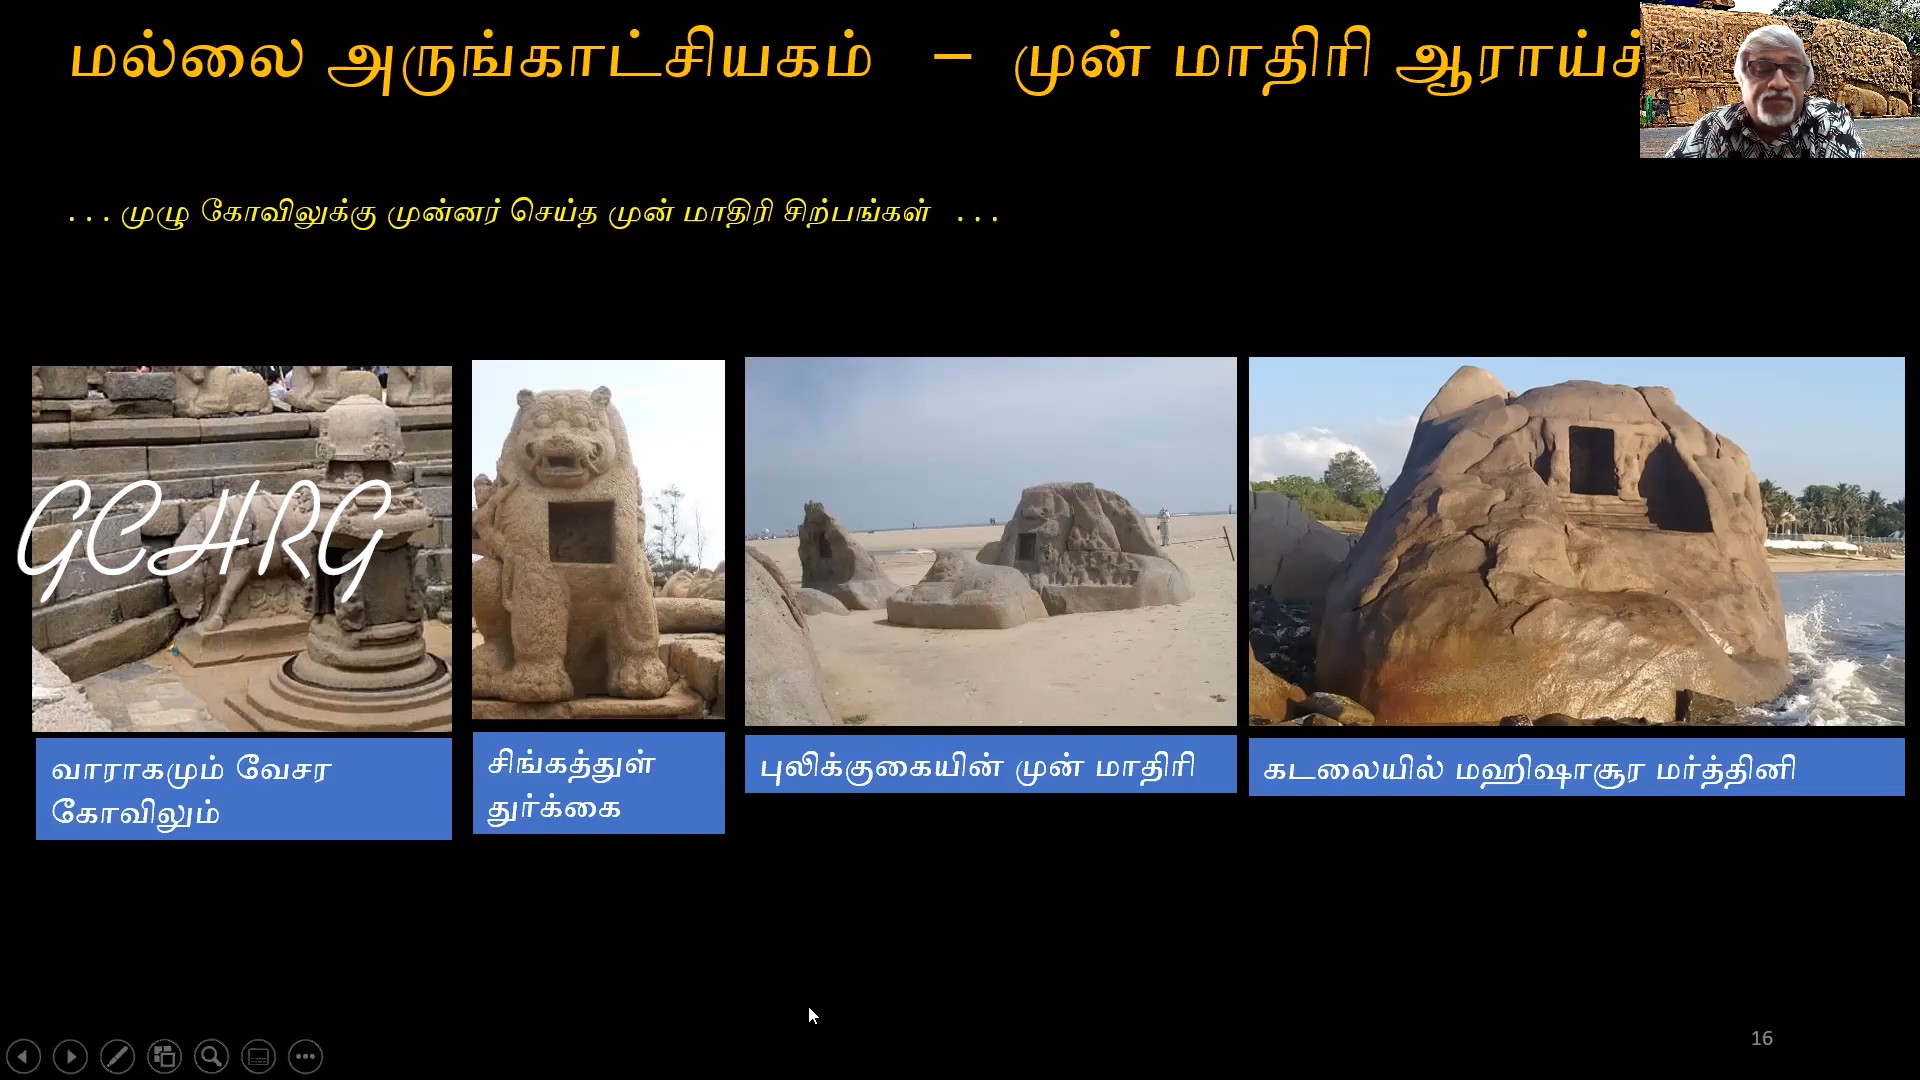 மல்லை அருங்காட்சியகம் – முன் மாதிரி ஆராய்ச்
... முழு கோவிலுக்கு முன்னர் செய்த முன் மாதிரி சிற்பங்கள் ...
GCHRG
வாராகமும் வேசர
கோவிலும்
சிங்கத்துள்
துர்க்கை
புலிக்குகையின் முன் மாதிரி
கடலையில் மஹிஷாசூர மர்த்தினி
16